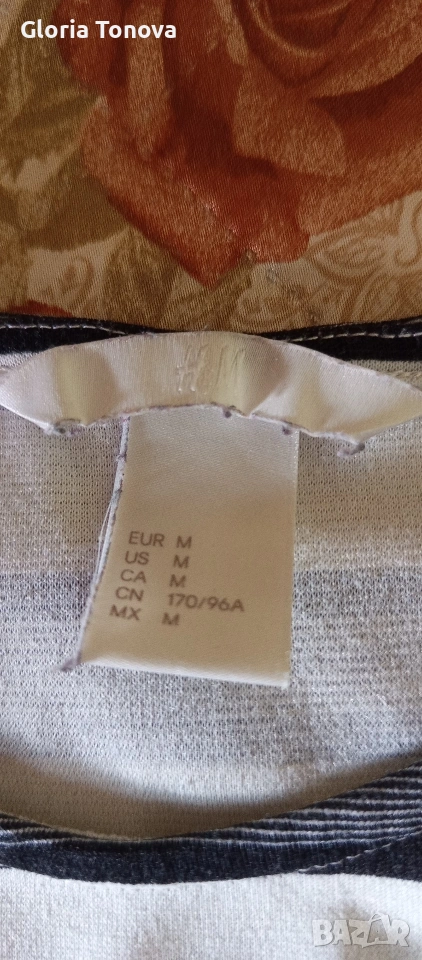 Gloria Tonova
H&M
EUR M
US M
CA M
CN 170/96A
MX M
BAZAR